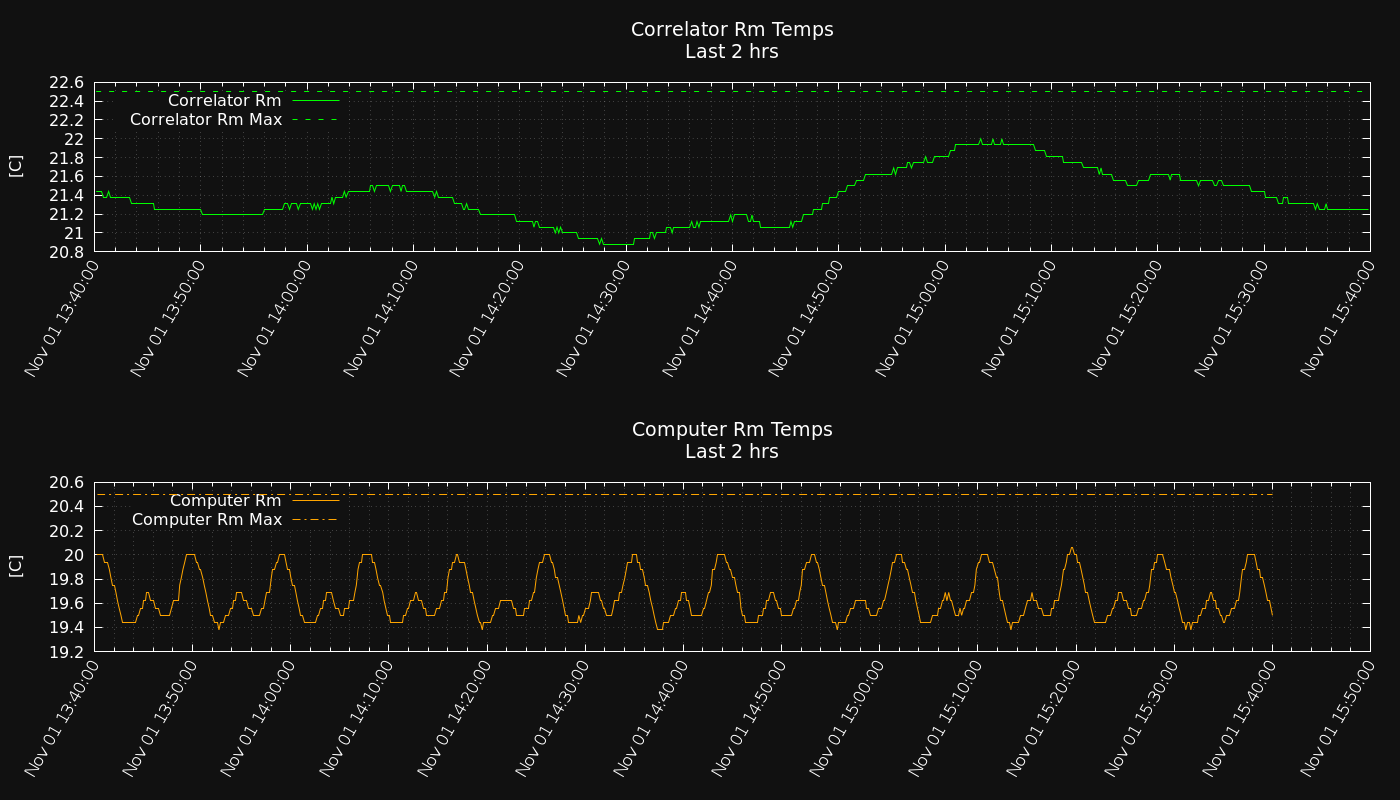 Correlator Rm Temps
Last 2 hrs
22.6
22.4
22.2
22
21.8
21.6
21.4
21.2
21
20.8
[C]
Correlator Rm
Correlator Rm Max
Nov 01 13:40:00
Nov 01 13:50:00
Nov 01 14:00:00
Nov 01 14:10:00
Nov 01 14:20:00
Nov 01 14:30:00
Nov 01 14:40:00
Nov 01 14:50:00
Nov 01 15:00:00
Nov 01 15:10:00
Nov 01 15:20:00
Nov 01 15:30:00
Nov 01 15:40:00
Computer Rm Temps
Last 2 hrs
20.6
20.4
20.2
20
19.8
19.6
19.4
19.2
[C]
Computer Rm
Computer Rm Max
Nov 01 13:40:00
Nov 01 13:50:00
Nov 01 14:00:00
Nov 01 14:10:00
Nov 01 14:20:00
Nov 01 14:30:00
Nov 01 14:40:00
Nov 01 14:50:00
Nov 01 15:00:00
Nov 01 15:10:00
Nov 01 15:20:00
Nov 01 15:30:00
Nov 01 15:40:00
Nov 01 15:50:00